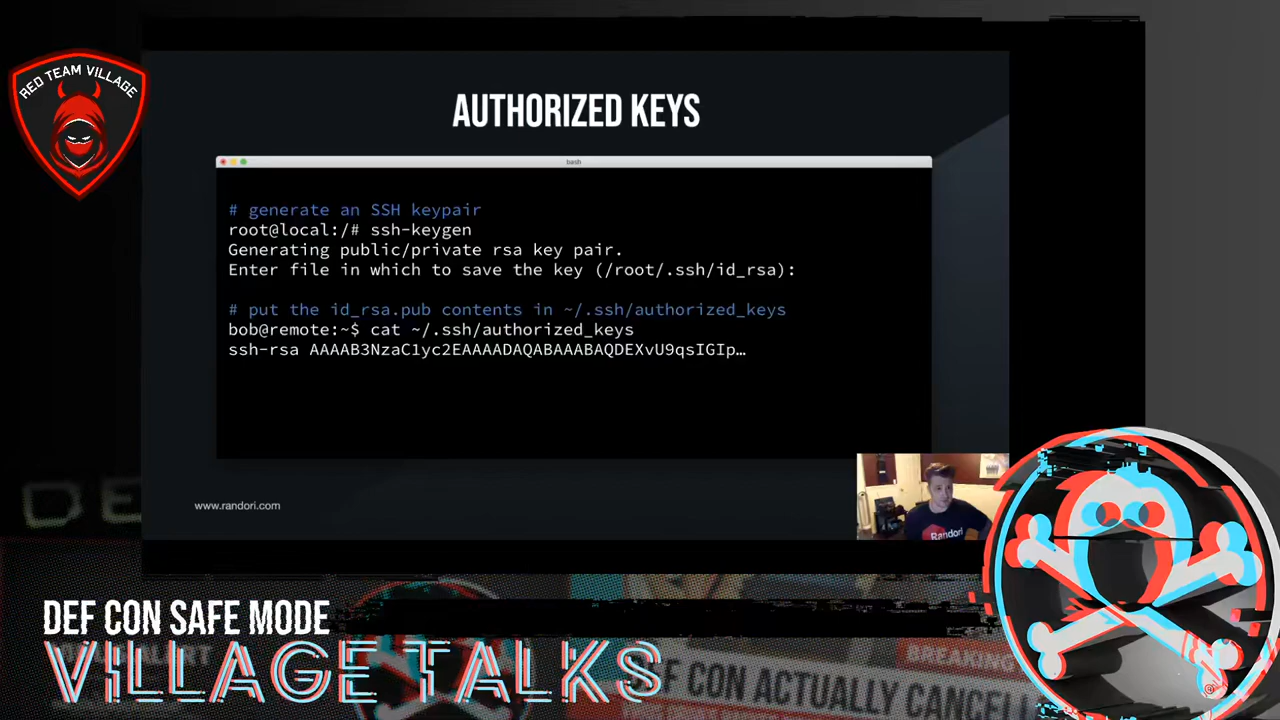 RED TEAM VILLAGE
AUTHORIZED KEYS
bash
# generate an SSH keypair
root@local:/# ssh-keygen
Generating public/private rsa key pair.
Enter file in which to save the key (/root/.ssh/id_rsa):
# put the id_rsa.pub contents in ~/.ssh/authorized_keys
bob@remote:~$ cat ~/.ssh/authorized_keys
ssh-rsa AAAAB3NzaC1yc2EAAAADAQABAAABAQDEXvU9qsIGIp…
www.randori.com
Randori
DEF CON SAFE MODE
VILLAGE TALKS
BREAKING
DEF CON ACTUALLY CANCEL